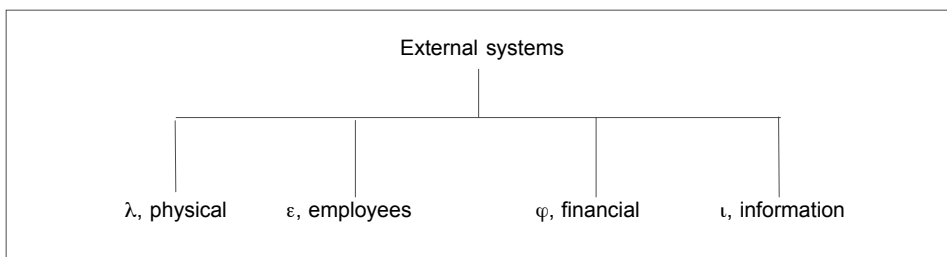 External systems
λ, physical ε, employees φ, financial ι, information